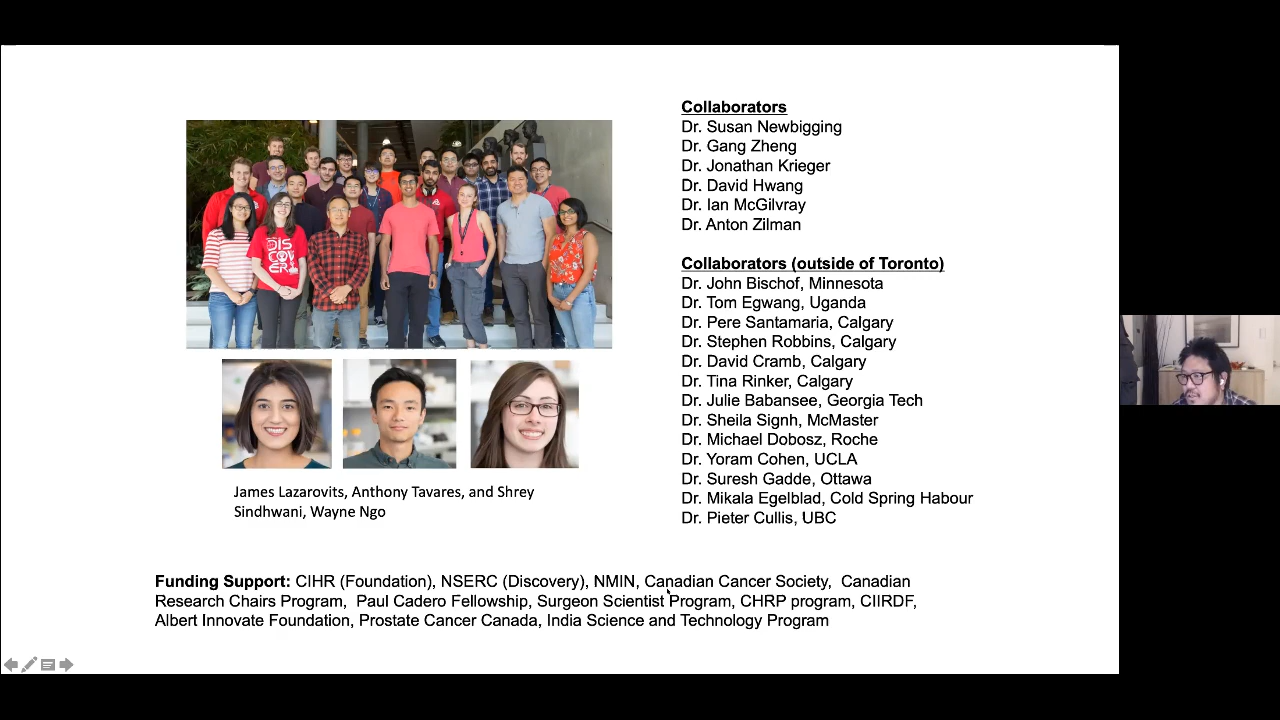 Collaborators
Dr. Susan Newbigging
Dr. Gang Zheng
Dr. Jonathan Krieger
Dr. David Hwang
Dr. Ian McGilvray
Dr. Anton Zilman
Collaborators (outside of Toronto)
Dr. John Bischof, Minnesota
Dr. Tom Egwang, Uganda
Dr. Pere Santamaria, Calgary
Dr. Stephen Robbins, Calgary
Dr. David Cramb, Calgary
Dr. Tina Rinker, Calgary
Dr. Julie Babansee, Georgia Tech
Dr. Sheila Signh, McMaster
Dr. Michael Dobosz, Roche
Dr. Yoram Cohen, UCLA
Dr. Suresh Gadde, Ottawa
Dr. Mikala Egelblad, Cold Spring Habour
Dr. Pieter Cullis, UBC
DISCOVER
James Lazarovits, Anthony Tavares, and Shrey
Sindhwani, Wayne Ngo
Funding Support: CIHR (Foundation), NSERC (Discovery), NMIN, Canadian Cancer Society, Canadian
Research Chairs Program, Paul Cadero Fellowship, Surgeon Scientist Program, CHRP program, CIIRDF,
Albert Innovate Foundation, Prostate Cancer Canada, India Science and Technology Program